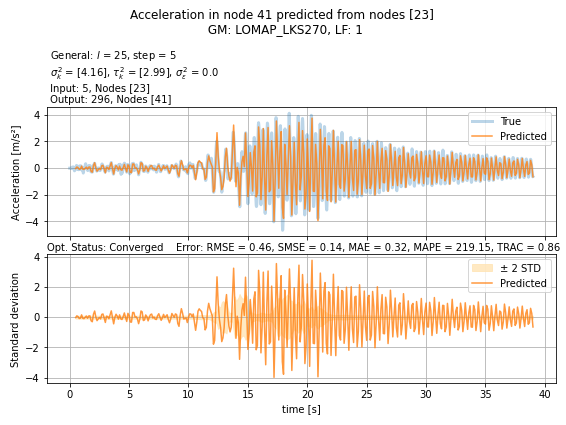 Acceleration in node 41 predicted from nodes [23]
GM: LOMAP_LKS270, LF: 1
General: l = 25, step = 5
σ²ₖ = [4.16], τ²ₖ = [2.99], σ²ε = 0.0
Input: 5, Nodes [23]
Output: 296, Nodes [41]
Acceleration [m/s²]
4
2
0
−2
−4
True
Predicted
Opt. Status: Converged Error: RMSE = 0.46, SMSE = 0.14, MAE = 0.32, MAPE = 219.15, TRAC = 0.86
Standard deviation
4
2
0
−2
−4
± 2 STD
Predicted
0 5 10 15 20 25 30 35 40
time [s]